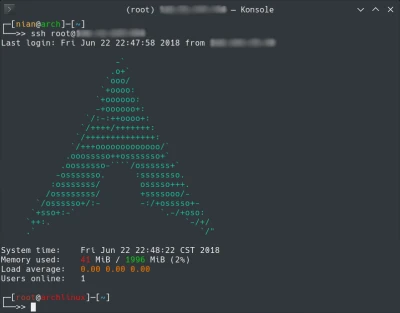 (root) — Konsole
┌─[nian@arch]─[~]
└──>> ssh root@
Last login: Fri Jun 22 22:47:58 2018 from
-`
.o+`
`ooo/
`+oooo:
`+oooooo:
-+oooooo+:
`/:-:++oooo+:
`/++++/+++++++:
`/++++++++++++++:
`/+++ooooooooooooo/`
.ooosssso++osssssso+`
.oossssso-````/ossssss+`
-osssssso. :ssssssso.
:osssssss/ osssso+++.
/ossssssss/ +ssssooo/-
`/ossssso+/:- -:/+osssso+-
`+sso+:-` `.-/+oso:
`++:. `-/+/
.` `/"
System time: Fri Jun 22 22:48:22 CST 2018
Memory used: 41 MiB / 1996 MiB (2%)
Load average: 0.00 0.00 0.00
Users online: 1
┌─[root@archlinux]─[~]
└──>>